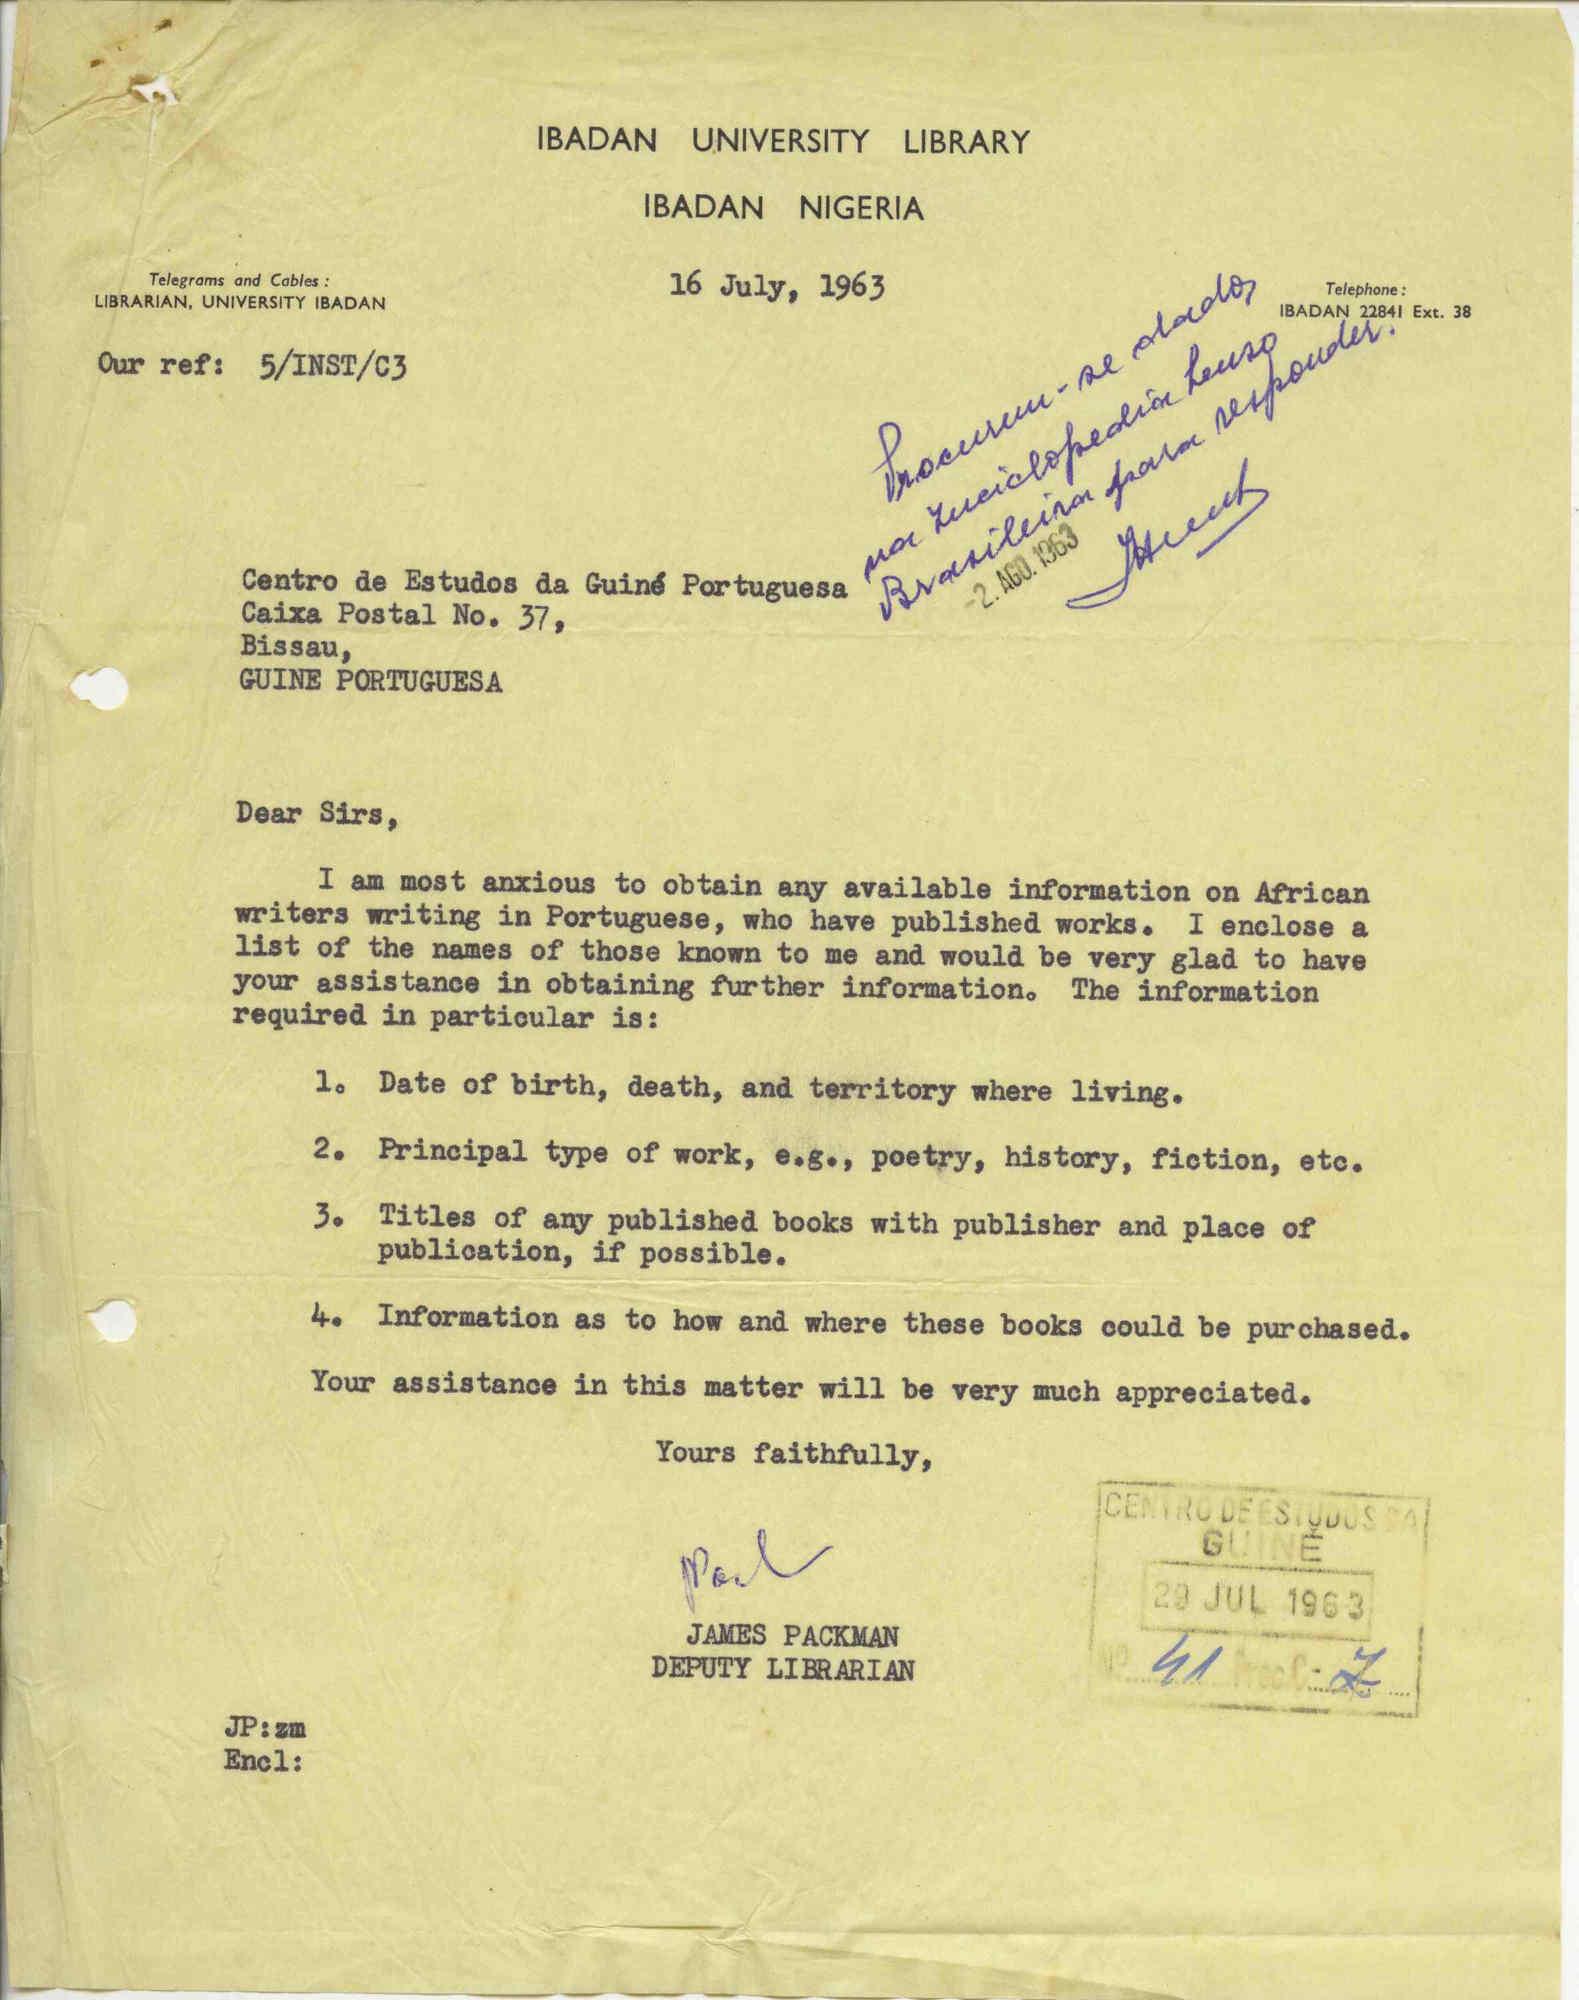 IBADAN UNIVERSITY LIBRARY
IBADAN NIGERIA
Telegrams and Cables:
LIBRARIAN, UNIVERSITY IBADAN
16 July, 1963
Telephone:
IBADAN 22841 Ext. 38
Our ref: 5/INST/C3
Procurem-se dados
na Enciclopedia Luso
Brasileira para responder.
-2. AGO. 1963
Centro de Estudos da Guiné Portuguesa
Caixa Postal No. 37,
Bissau,
GUINE PORTUGUESA
Dear Sirs,
I am most anxious to obtain any available information on African
writers writing in Portuguese, who have published works. I enclose a
list of the names of those known to me and would be very glad to have
your assistance in obtaining further information. The information
required in particular is:
1. Date of birth, death, and territory where living.
2. Principal type of work, e.g., poetry, history, fiction, etc.
3. Titles of any published books with publisher and place of
publication, if possible.
4. Information as to how and where these books could be purchased.
Your assistance in this matter will be very much appreciated.
Yours faithfully,
JAMES PACKMAN
DEPUTY LIBRARIAN
CENTRO DE ESTUDOS DA
GUINÉ
29 JUL 1963
Nº 41 Proc C-7
JP:zm
Encl: